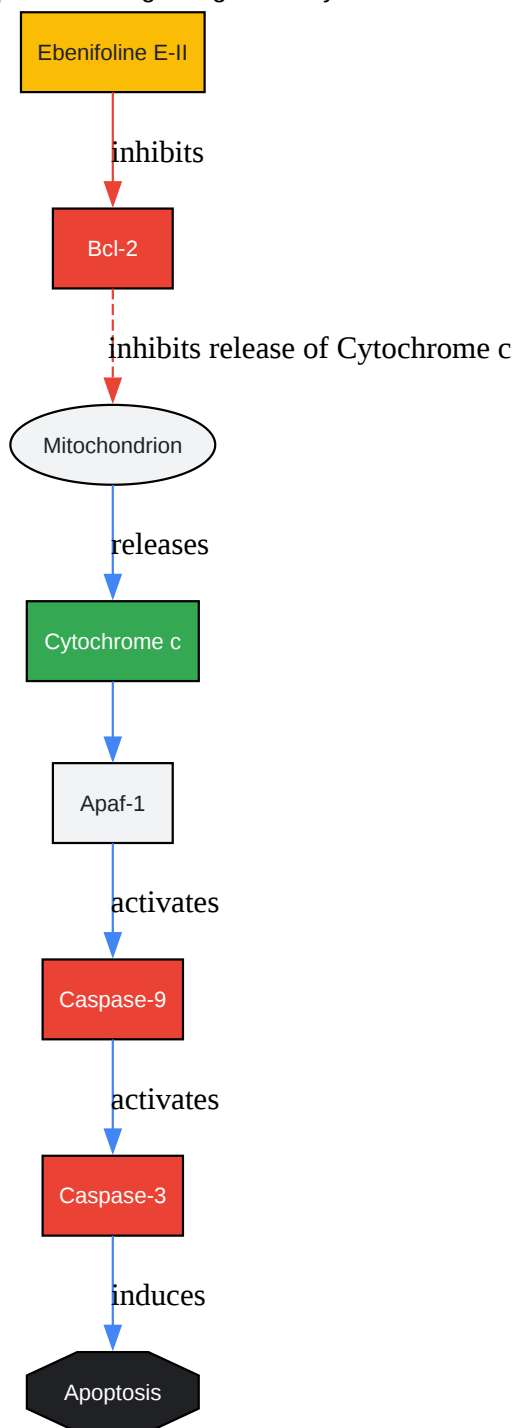 Ebenifoline E-II
inhibits
Bcl-2
inhibits release of Cytochrome c
Mitochondrion
releases
Cytochrome c
Apaf-1
activates
Caspase-9
activates
Caspase-3
induces
Apoptosis